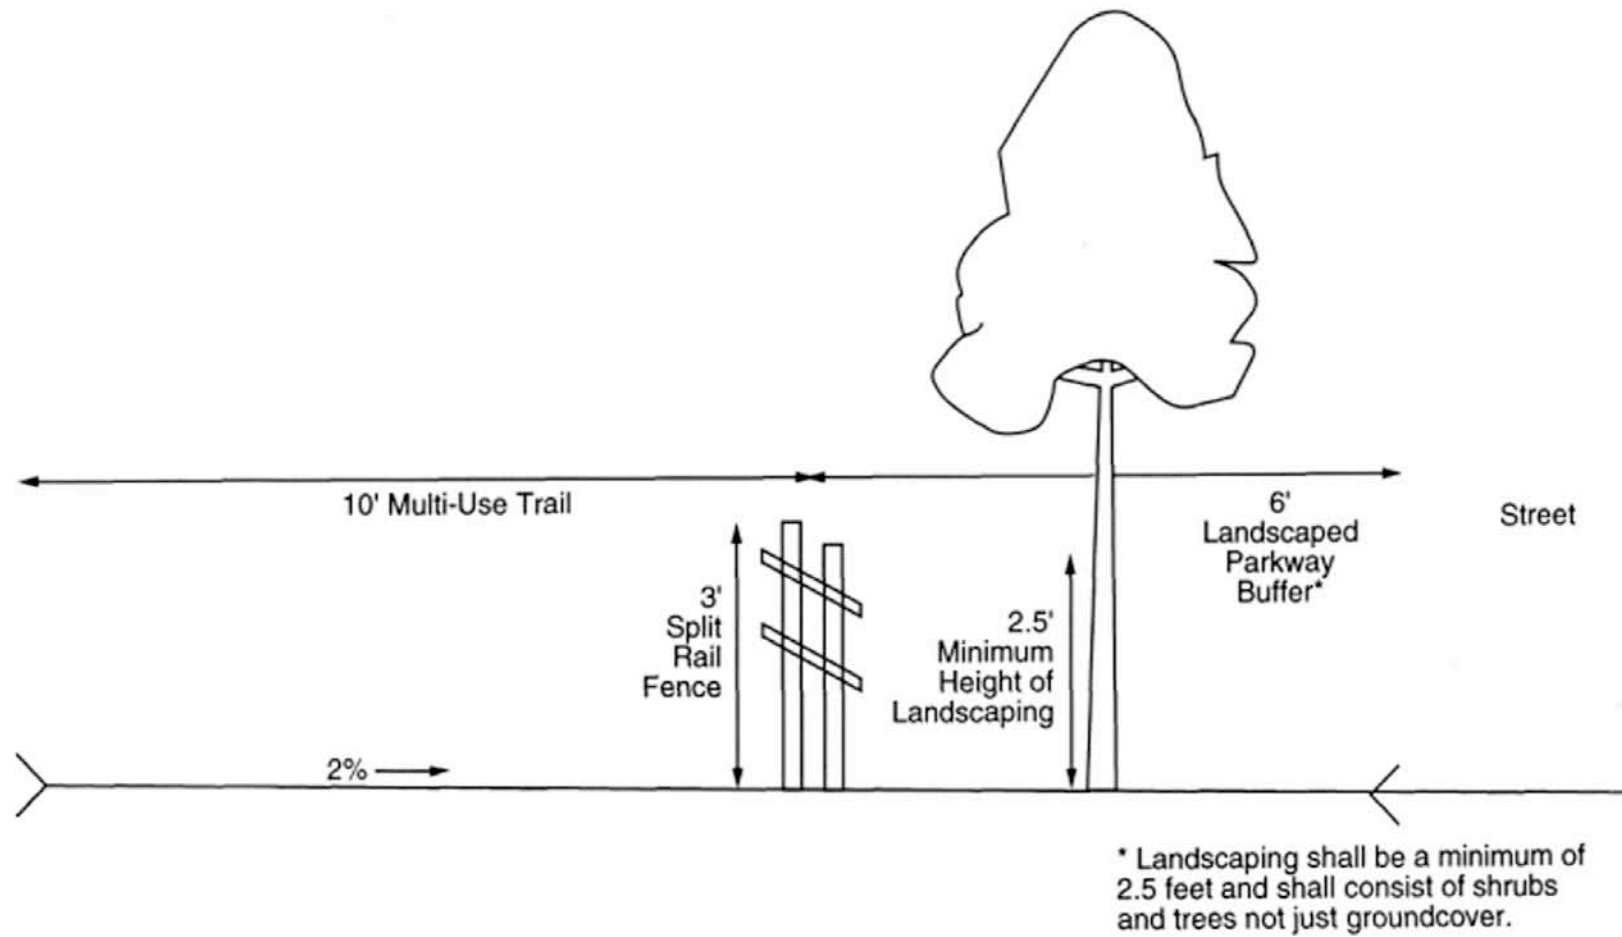 10' Multi-Use Trail
6'
Landscaped
Parkway
Buffer*
Street
3'
Split
Rail
Fence
2.5'
Minimum
Height of
Landscaping
2%
* Landscaping shall be a minimum of
2.5 feet and shall consist of shrubs
and trees not just groundcover.